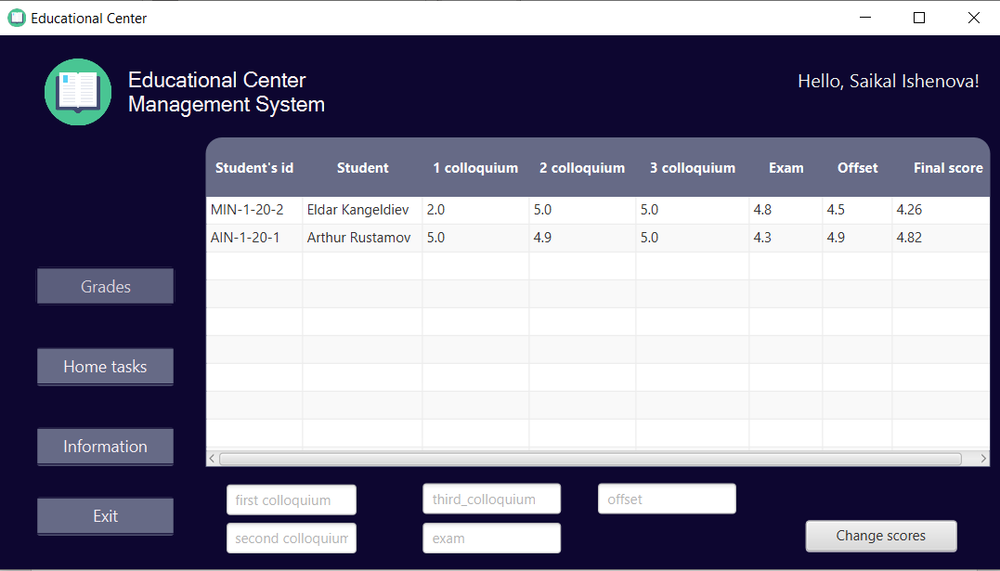 Educational Center
Educational Center
Management System
Hello, Saikal Ishenova!
Student's id Student 1 colloquium 2 colloquium 3 colloquium Exam Offset Final score
MIN-1-20-2 Eldar Kangeldiev 2.0 5.0 5.0 4.8 4.5 4.26
AIN-1-20-1 Arthur Rustamov 5.0 4.9 5.0 4.3 4.9 4.82
Grades
Home tasks
Information
Exit
first colloquium third_colloquium offset
second colloquium exam
Change scores